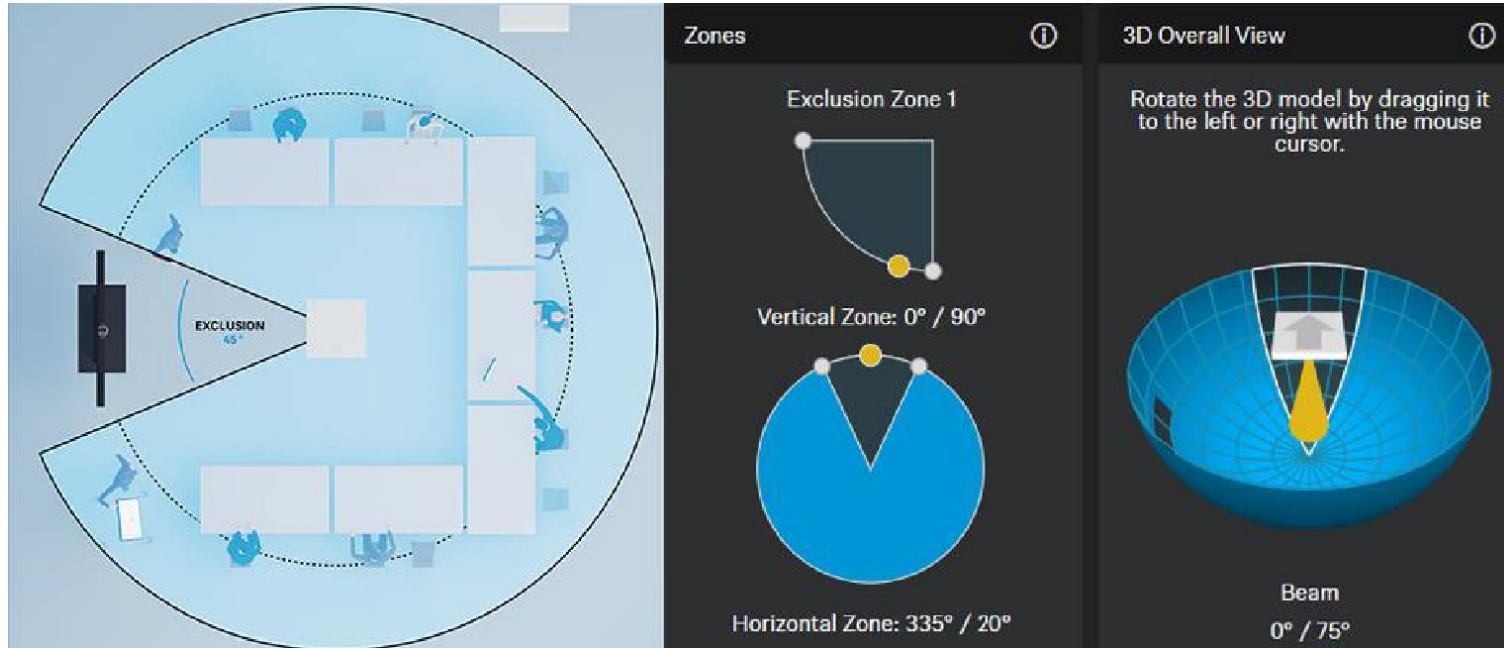 EXCLUSION
45°
Zones
Exclusion Zone 1
Vertical Zone: 0° / 90°
Horizontal Zone: 335° / 20°
3D Overall View
Rotate the 3D model by dragging it
to the left or right with the mouse
cursor.
Beam
0° / 75°